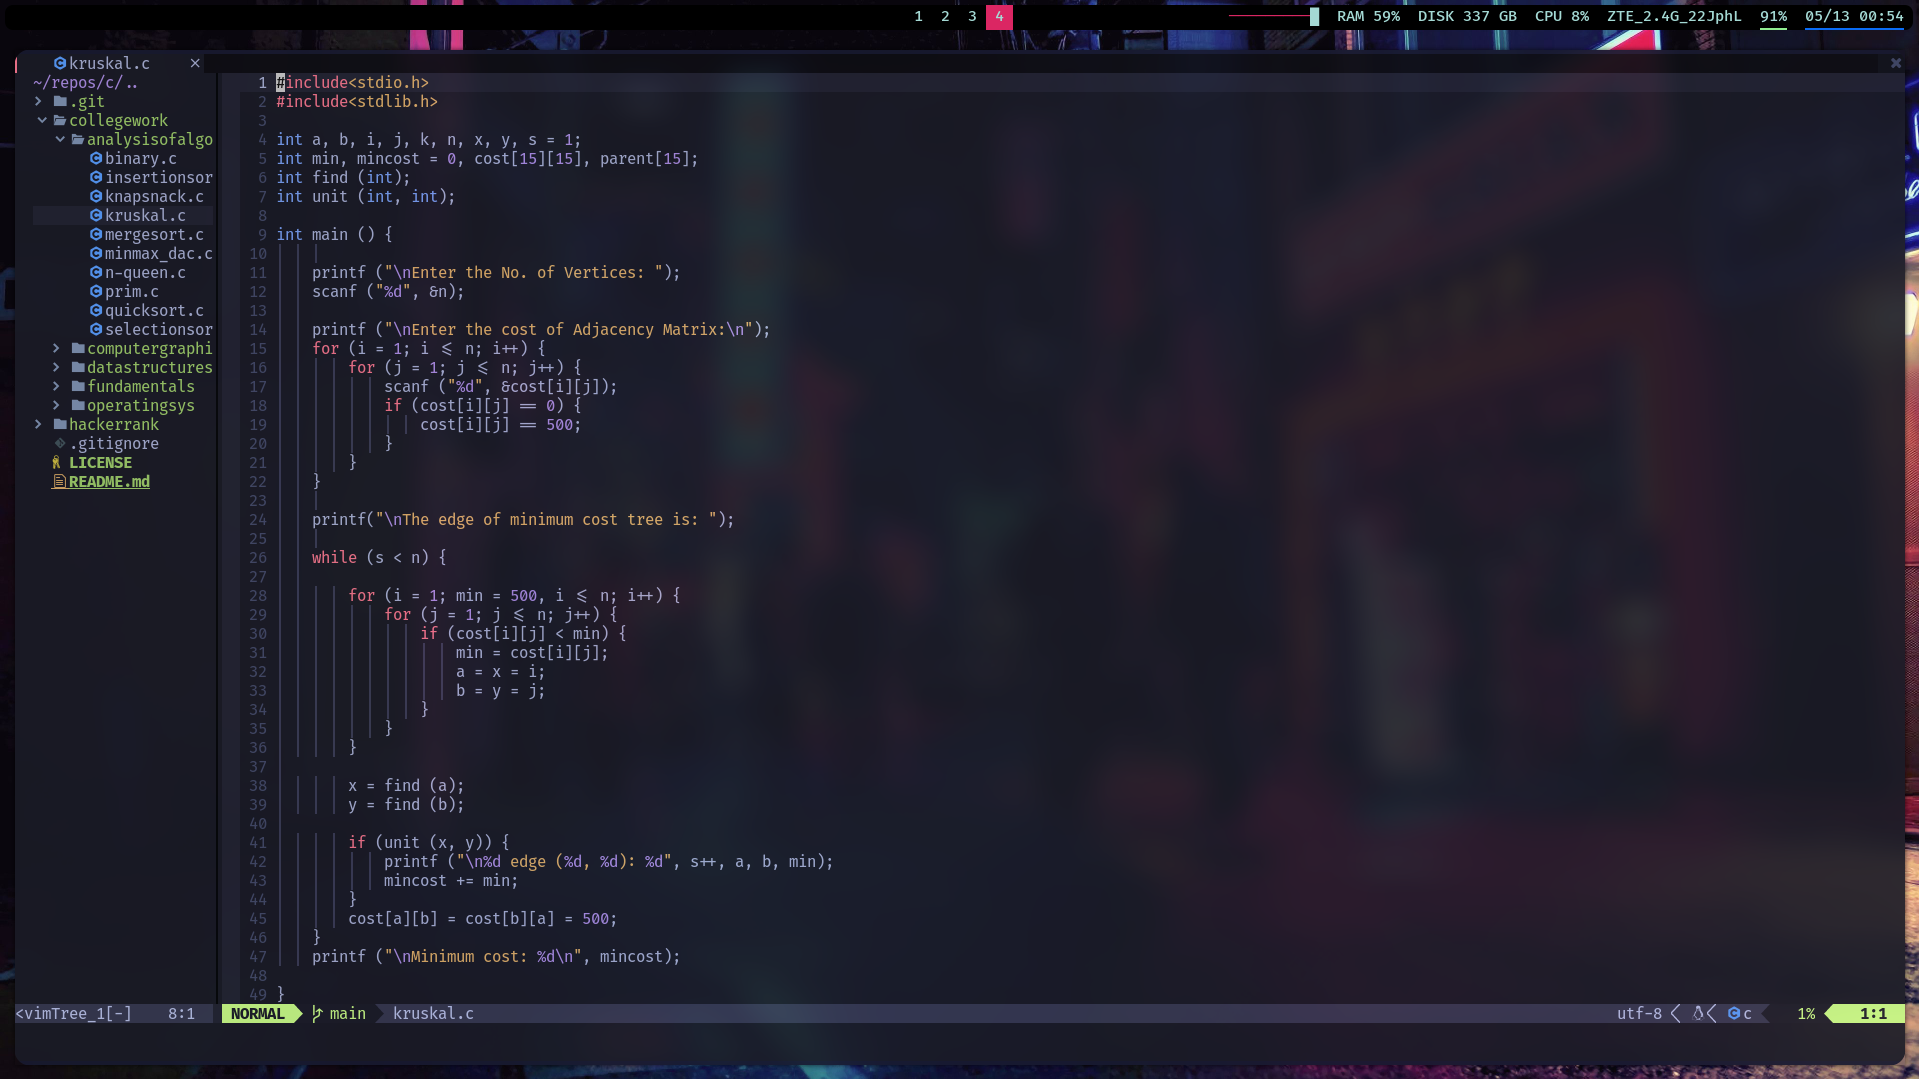 1 2 3 4 RAM 59% DISK 337 GB CPU 8% ZTE_2.4G_22JphL 91% 05/13 00:54
kruskal.c ×
~/repos/c/..
.git
collegework
analysisofalgo
binary.c
insertionsor
knapsnack.c
kruskal.c
mergesort.c
minmax_dac.c
n-queen.c
prim.c
quicksort.c
selectionsor
computergraphi
datastructures
fundamentals
operatingsys
hackerrank
.gitignore
LICENSE
README.md
1 #include<stdio.h>
2 #include<stdlib.h>
3
4 int a, b, i, j, k, n, x, y, s = 1;
5 int min, mincost = 0, cost[15][15], parent[15];
6 int find (int);
7 int unit (int, int);
8
9 int main () {
10
11 printf ("\nEnter the No. of Vertices: ");
12 scanf ("%d", &n);
13
14 printf ("\nEnter the cost of Adjacency Matrix:\n");
15 for (i = 1; i <= n; i++) {
16 for (j = 1; j <= n; j++) {
17 scanf ("%d", &cost[i][j]);
18 if (cost[i][j] == 0) {
19 cost[i][j] == 500;
20 }
21 }
22 }
23
24 printf("\nThe edge of minimum cost tree is: ");
25
26 while (s < n) {
27
28 for (i = 1; min = 500, i <= n; i++) {
29 for (j = 1; j <= n; j++) {
30 if (cost[i][j] < min) {
31 min = cost[i][j];
32 a = x = i;
33 b = y = j;
34 }
35 }
36 }
37
38 x = find (a);
39 y = find (b);
40
41 if (unit (x, y)) {
42 printf ("\n%d edge (%d, %d): %d", s++, a, b, min);
43 mincost += min;
44 }
45 cost[a][b] = cost[b][a] = 500;
46 }
47 printf ("\nMinimum cost: %d\n", mincost);
48
49 }
<vimTree_1[-] 8:1 NORMAL main kruskal.c utf-8 c 1% 1:1